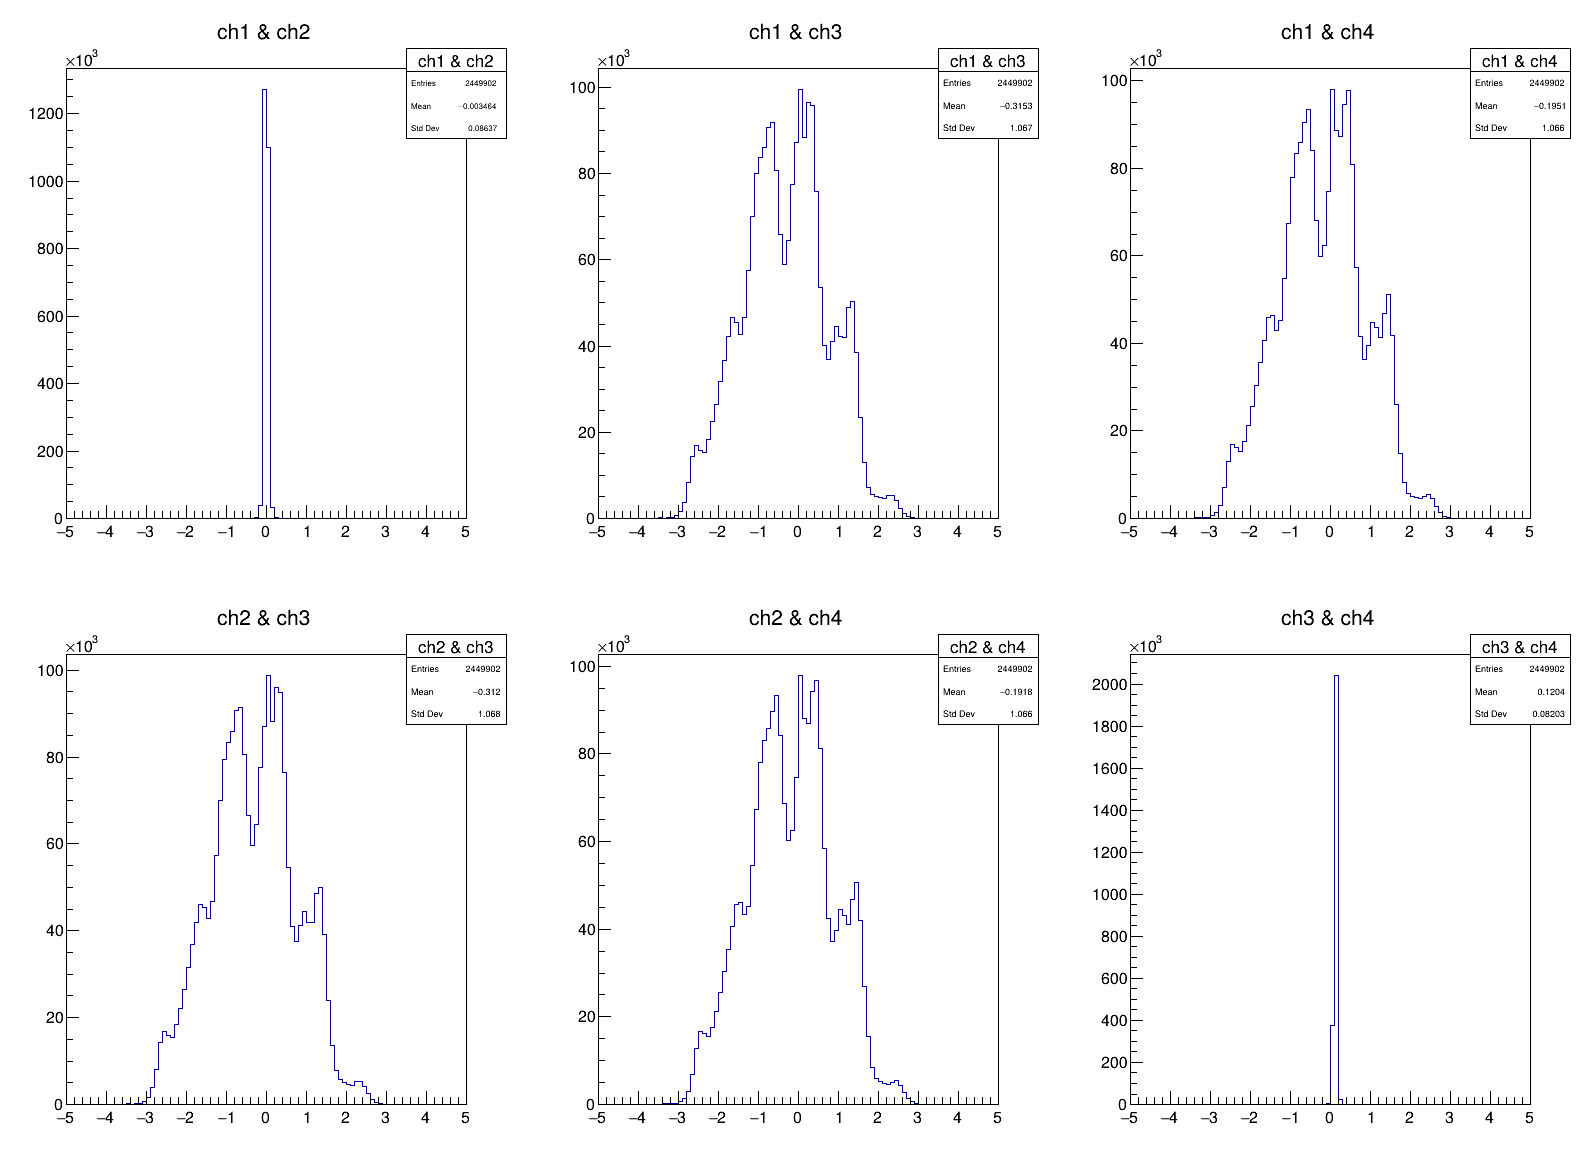 ch1 & ch2
×10³
ch1 & ch2
Entries 2449902
Mean −0.003464
Std Dev 0.08637
1200
1000
800
600
400
200
0
−5 −4 −3 −2 −1 0 1 2 3 4 5
ch1 & ch3
×10³
ch1 & ch3
Entries 2449902
Mean −0.3153
Std Dev 1.067
100
80
60
40
20
0
−5 −4 −3 −2 −1 0 1 2 3 4 5
ch1 & ch4
×10³
ch1 & ch4
Entries 2449902
Mean −0.1951
Std Dev 1.066
100
80
60
40
20
0
−5 −4 −3 −2 −1 0 1 2 3 4 5
ch2 & ch3
×10³
ch2 & ch3
Entries 2449902
Mean −0.312
Std Dev 1.068
100
80
60
40
20
0
−5 −4 −3 −2 −1 0 1 2 3 4 5
ch2 & ch4
×10³
ch2 & ch4
Entries 2449902
Mean −0.1918
Std Dev 1.066
100
80
60
40
20
0
−5 −4 −3 −2 −1 0 1 2 3 4 5
ch3 & ch4
×10³
ch3 & ch4
Entries 2449902
Mean 0.1204
Std Dev 0.08203
2000
1800
1600
1400
1200
1000
800
600
400
200
0
−5 −4 −3 −2 −1 0 1 2 3 4 5